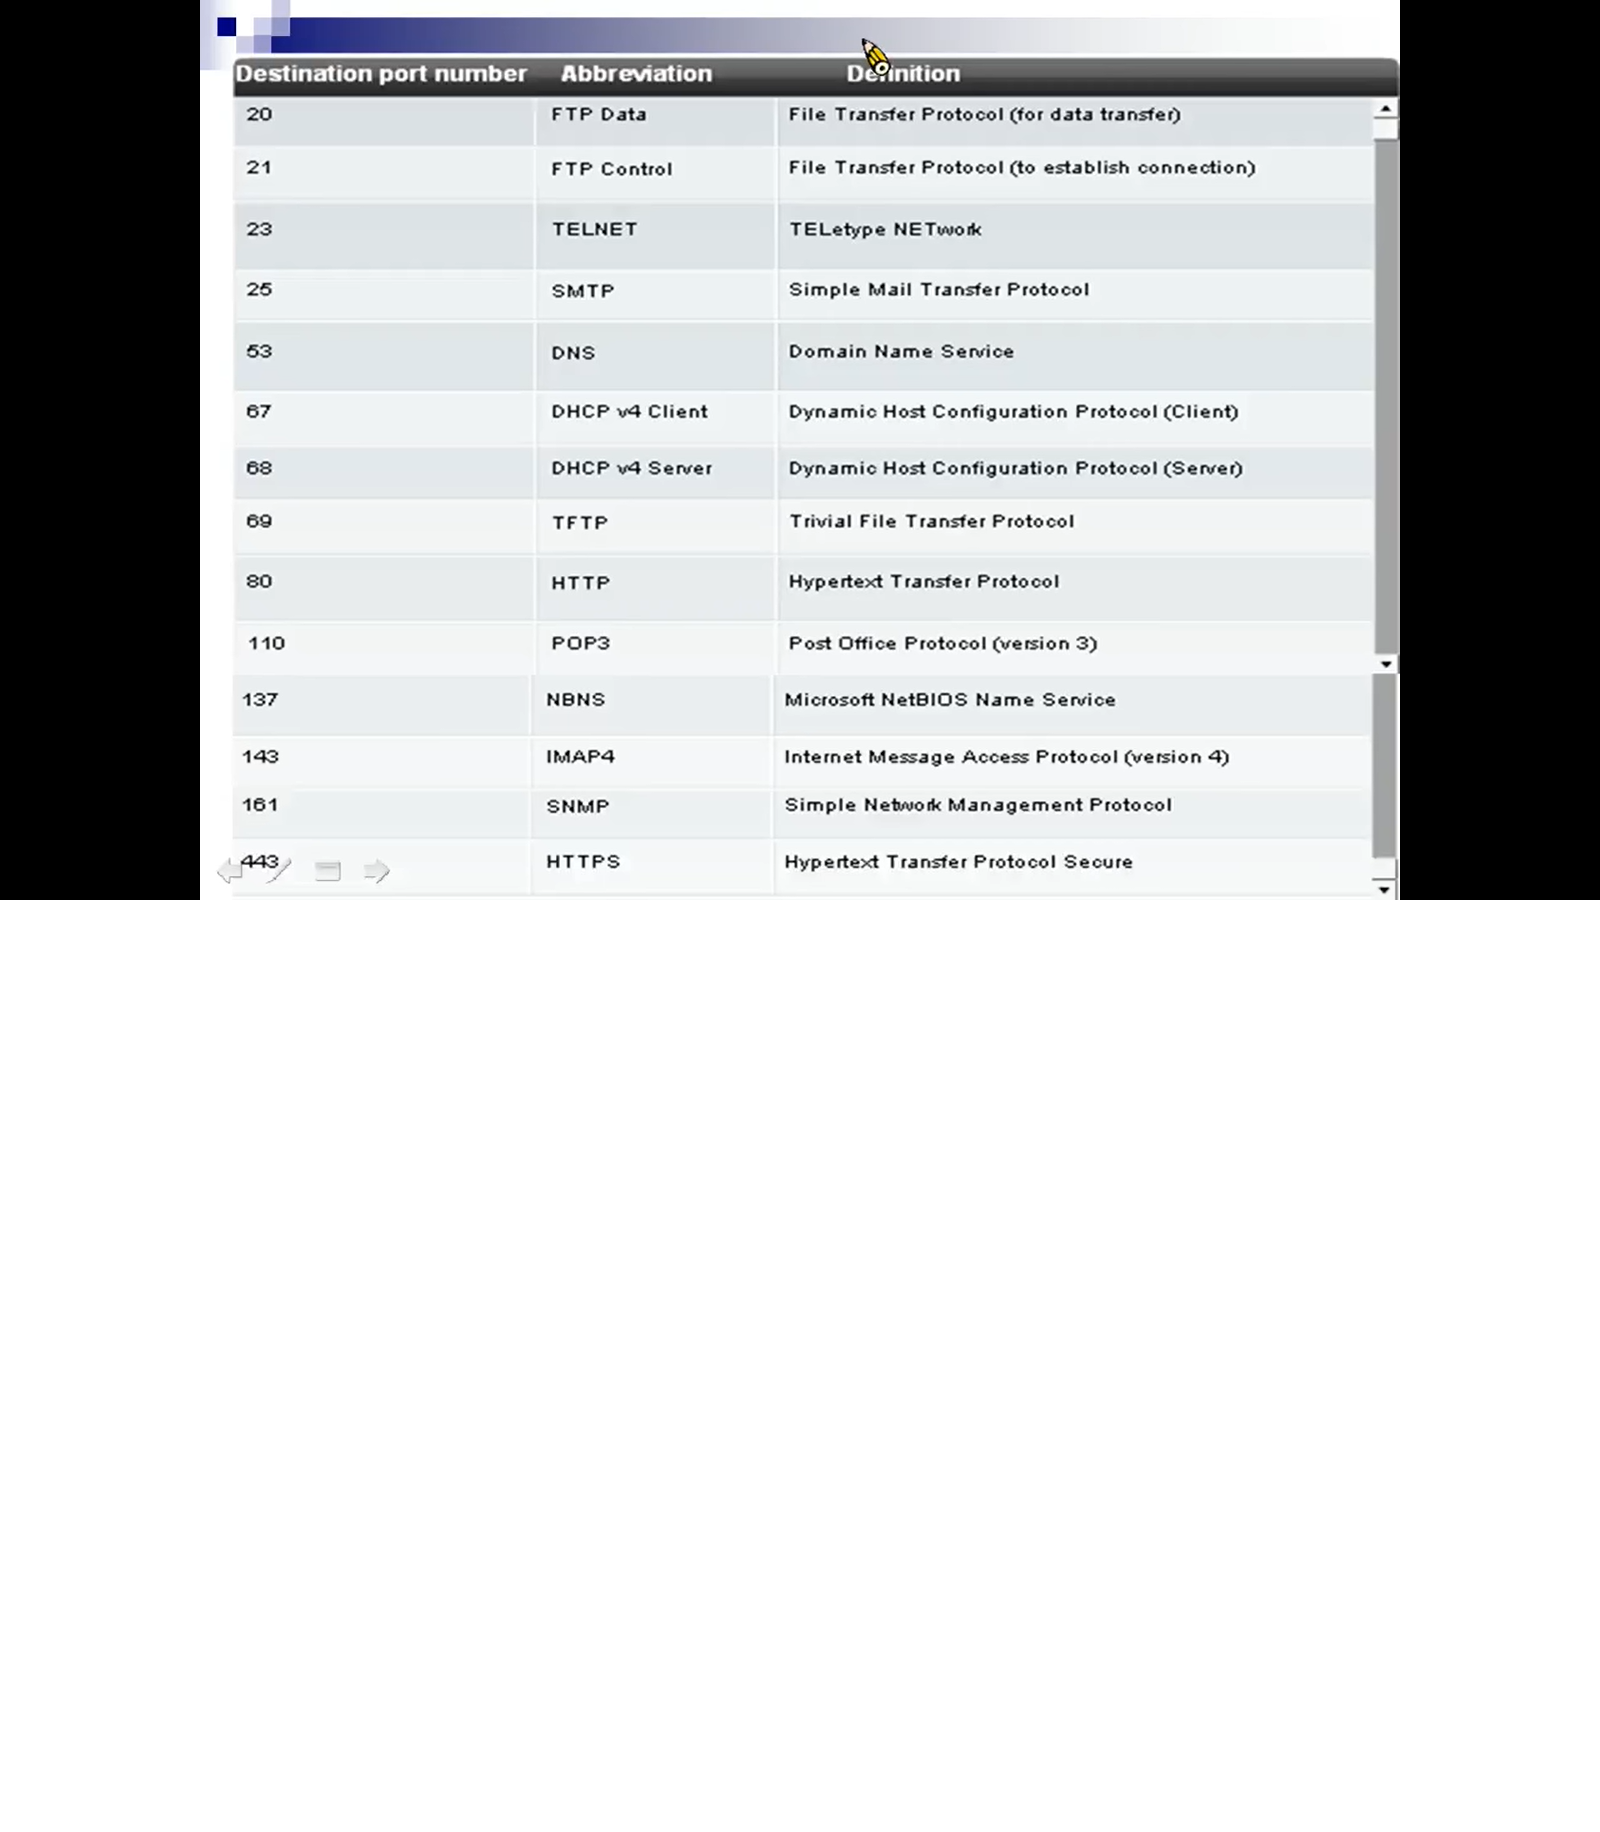 Destination port number Abbreviation Definition
20 FTP Data File Transfer Protocol (for data transfer)
21 FTP Control File Transfer Protocol (to establish connection)
23 TELNET TELetype NETwork
25 SMTP Simple Mail Transfer Protocol
53 DNS Domain Name Service
67 DHCP v4 Client Dynamic Host Configuration Protocol (Client)
68 DHCP v4 Server Dynamic Host Configuration Protocol (Server)
69 TFTP Trivial File Transfer Protocol
80 HTTP Hypertext Transfer Protocol
110 POP3 Post Office Protocol (version 3)
137 NBNS Microsoft NetBIOS Name Service
143 IMAP4 Internet Message Access Protocol (version 4)
161 SNMP Simple Network Management Protocol
443 HTTPS Hypertext Transfer Protocol Secure